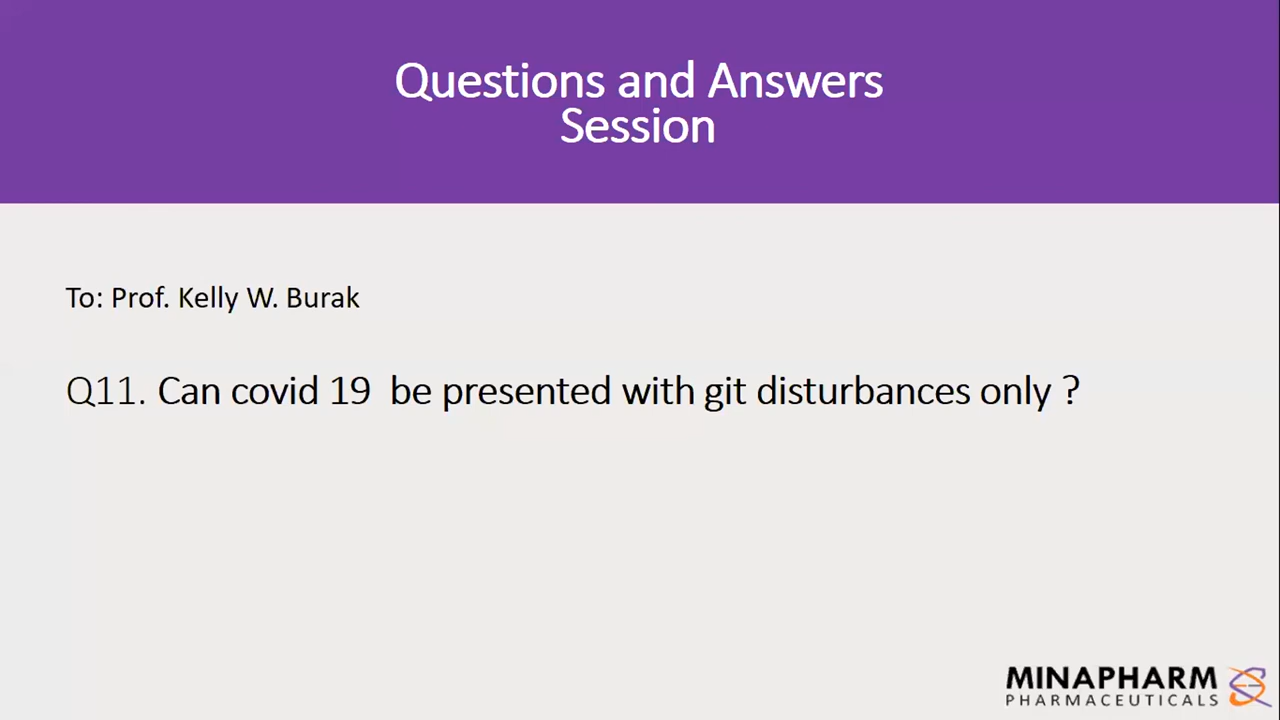 Questions and Answers
Session
To: Prof. Kelly W. Burak
Q11. Can covid 19 be presented with git disturbances only ?
MINAPHARM
PHARMACEUTICALS